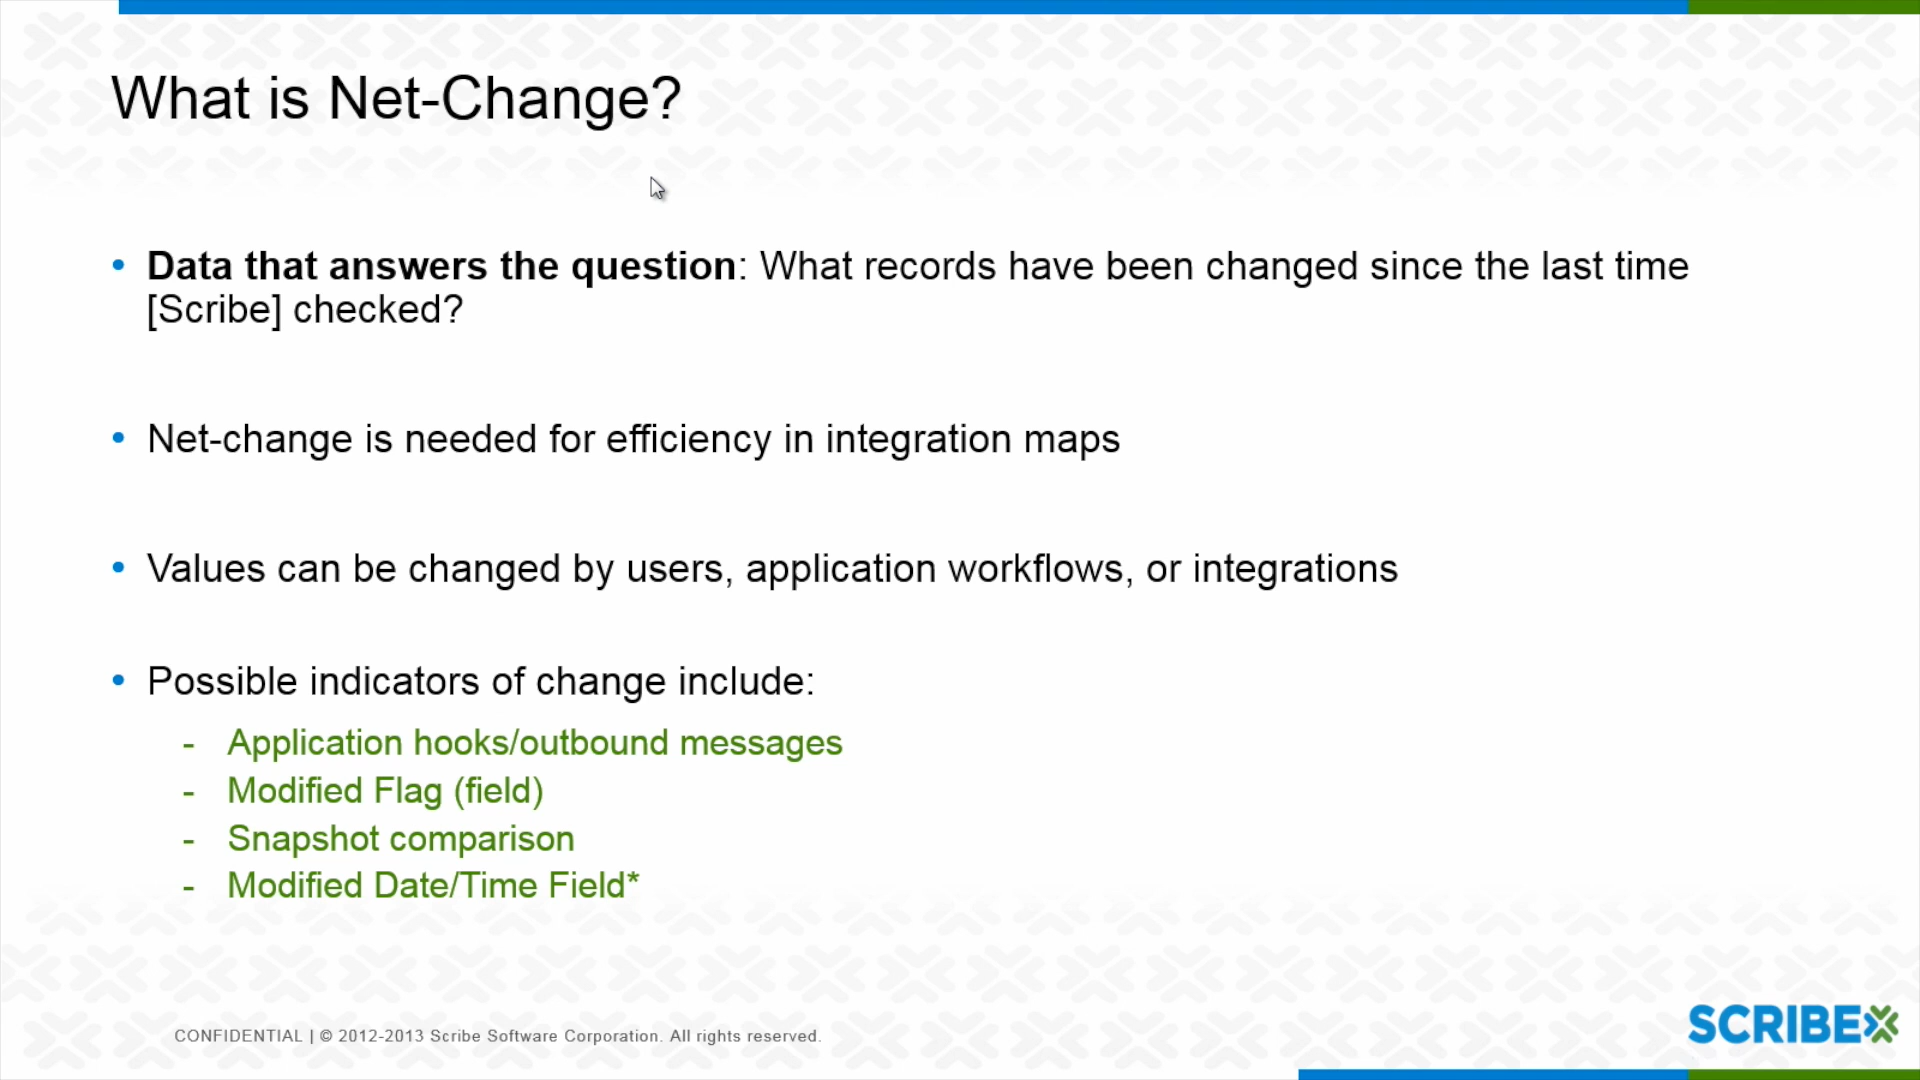 What is Net-Change?
• Data that answers the question: What records have been changed since the last time
[Scribe] checked?
• Net-change is needed for efficiency in integration maps
• Values can be changed by users, application workflows, or integrations
• Possible indicators of change include:
- Application hooks/outbound messages
- Modified Flag (field)
- Snapshot comparison
- Modified Date/Time Field*
CONFIDENTIAL | © 2012-2013 Scribe Software Corporation. All rights reserved.
SCRIBE